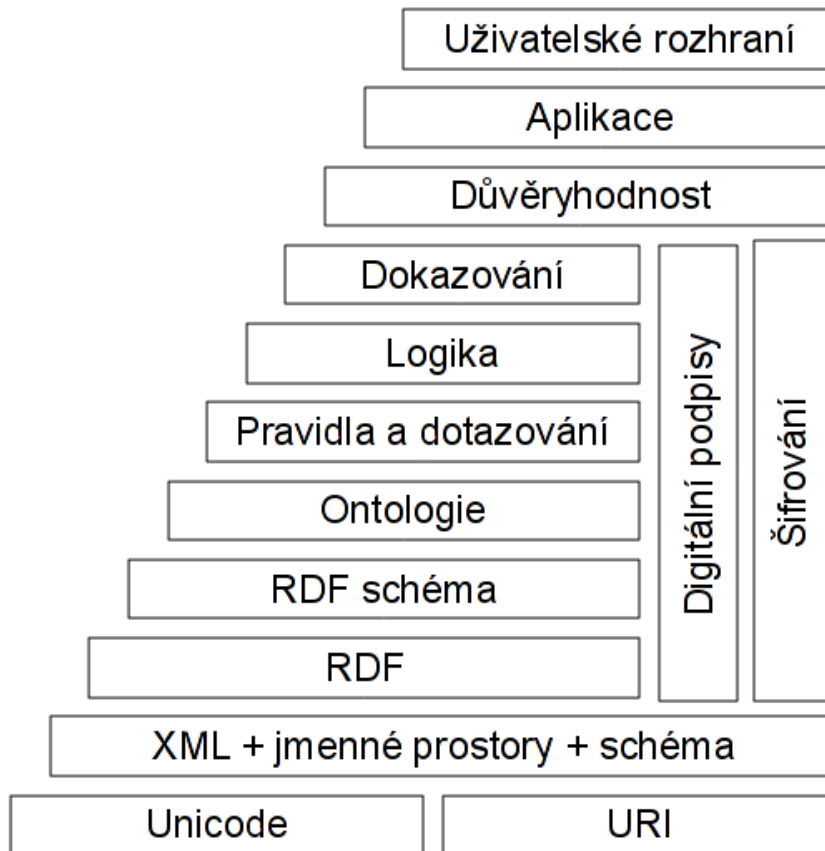 Uživatelské rozhraní
Aplikace
Důvěryhodnost
Dokazování
Logika
Pravidla a dotazování
Ontologie
RDF schéma
RDF
Digitální podpisy
Šifrování
XML + jmenné prostory + schéma
Unicode
URI